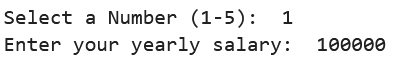 Select a Number (1-5):  1
Enter your yearly salary:  100000